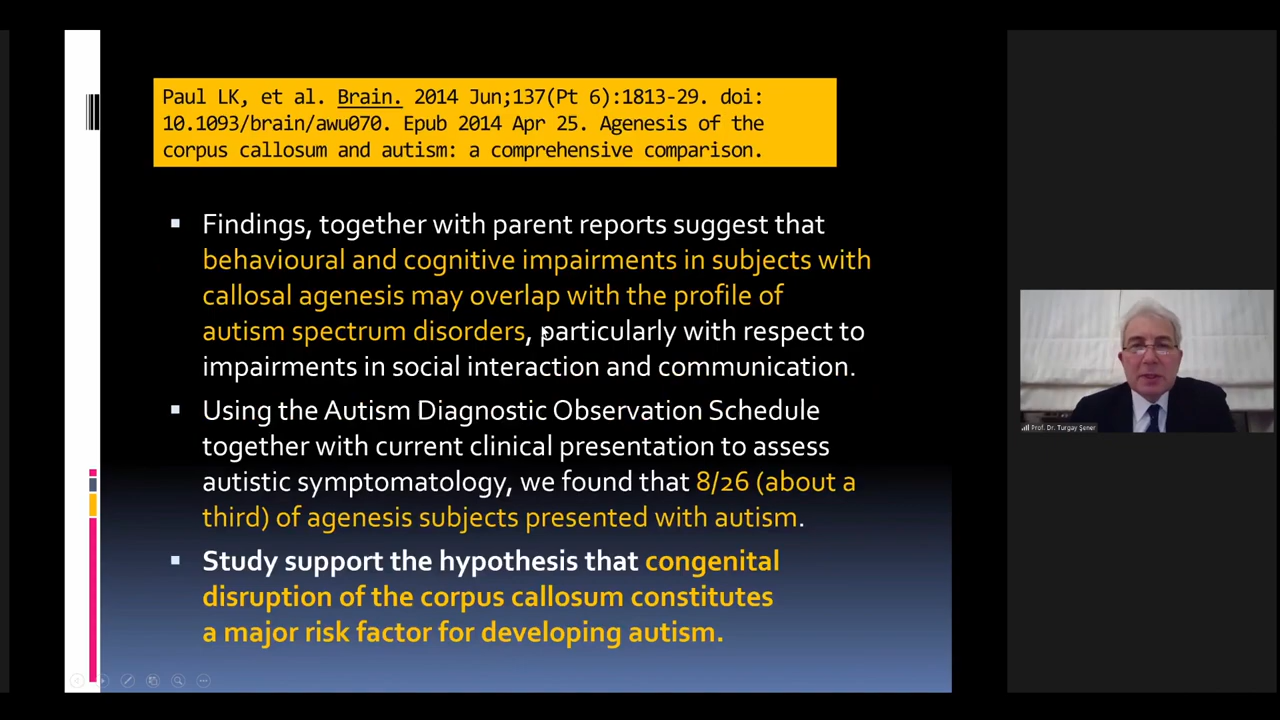 Paul LK, et al. Brain. 2014 Jun;137(Pt 6):1813-29. doi:
10.1093/brain/awu070. Epub 2014 Apr 25. Agenesis of the
corpus callosum and autism: a comprehensive comparison.
Findings, together with parent reports suggest that
behavioural and cognitive impairments in subjects with
callosal agenesis may overlap with the profile of
autism spectrum disorders, particularly with respect to
impairments in social interaction and communication.
Using the Autism Diagnostic Observation Schedule
together with current clinical presentation to assess
autistic symptomatology, we found that 8/26 (about a
third) of agenesis subjects presented with autism.
Study support the hypothesis that congenital
disruption of the corpus callosum constitutes
a major risk factor for developing autism.
Prof. Dr. Turgay Şener